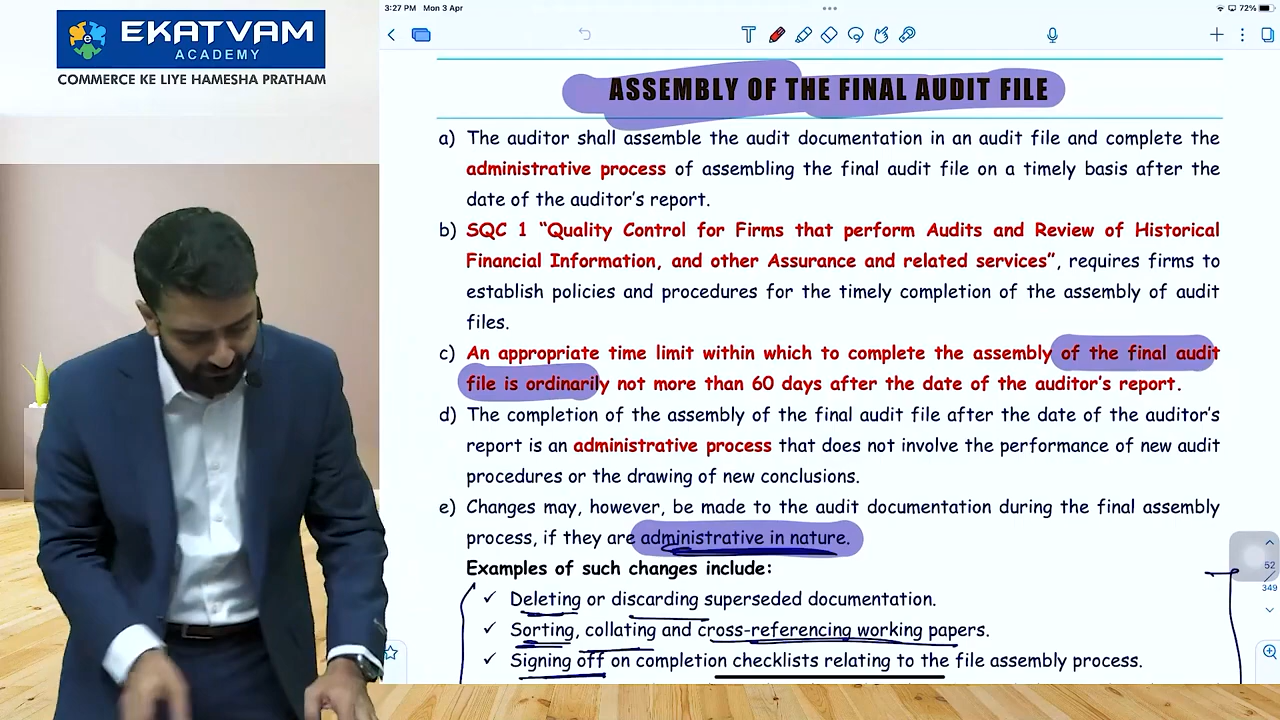 EKATVAM
ACADEMY
COMMERCE KE LIYE HAMESHA PRATHAM
3:27 PM Mon 3 Apr
72%
ASSEMBLY OF THE FINAL AUDIT FILE
a) The auditor shall assemble the audit documentation in an audit file and complete the
administrative process of assembling the final audit file on a timely basis after the
date of the auditor's report.
b) SQC 1 "Quality Control for Firms that perform Audits and Review of Historical
Financial Information, and other Assurance and related services", requires firms to
establish policies and procedures for the timely completion of the assembly of audit
files.
c) An appropriate time limit within which to complete the assembly of the final audit
file is ordinarily not more than 60 days after the date of the auditor's report.
d) The completion of the assembly of the final audit file after the date of the auditor's
report is an administrative process that does not involve the performance of new audit
procedures or the drawing of new conclusions.
e) Changes may, however, be made to the audit documentation during the final assembly
process, if they are administrative in nature.
Examples of such changes include:
✓ Deleting or discarding superseded documentation.
✓ Sorting, collating and cross-referencing working papers.
✓ Signing off on completion checklists relating to the file assembly process.
52
349